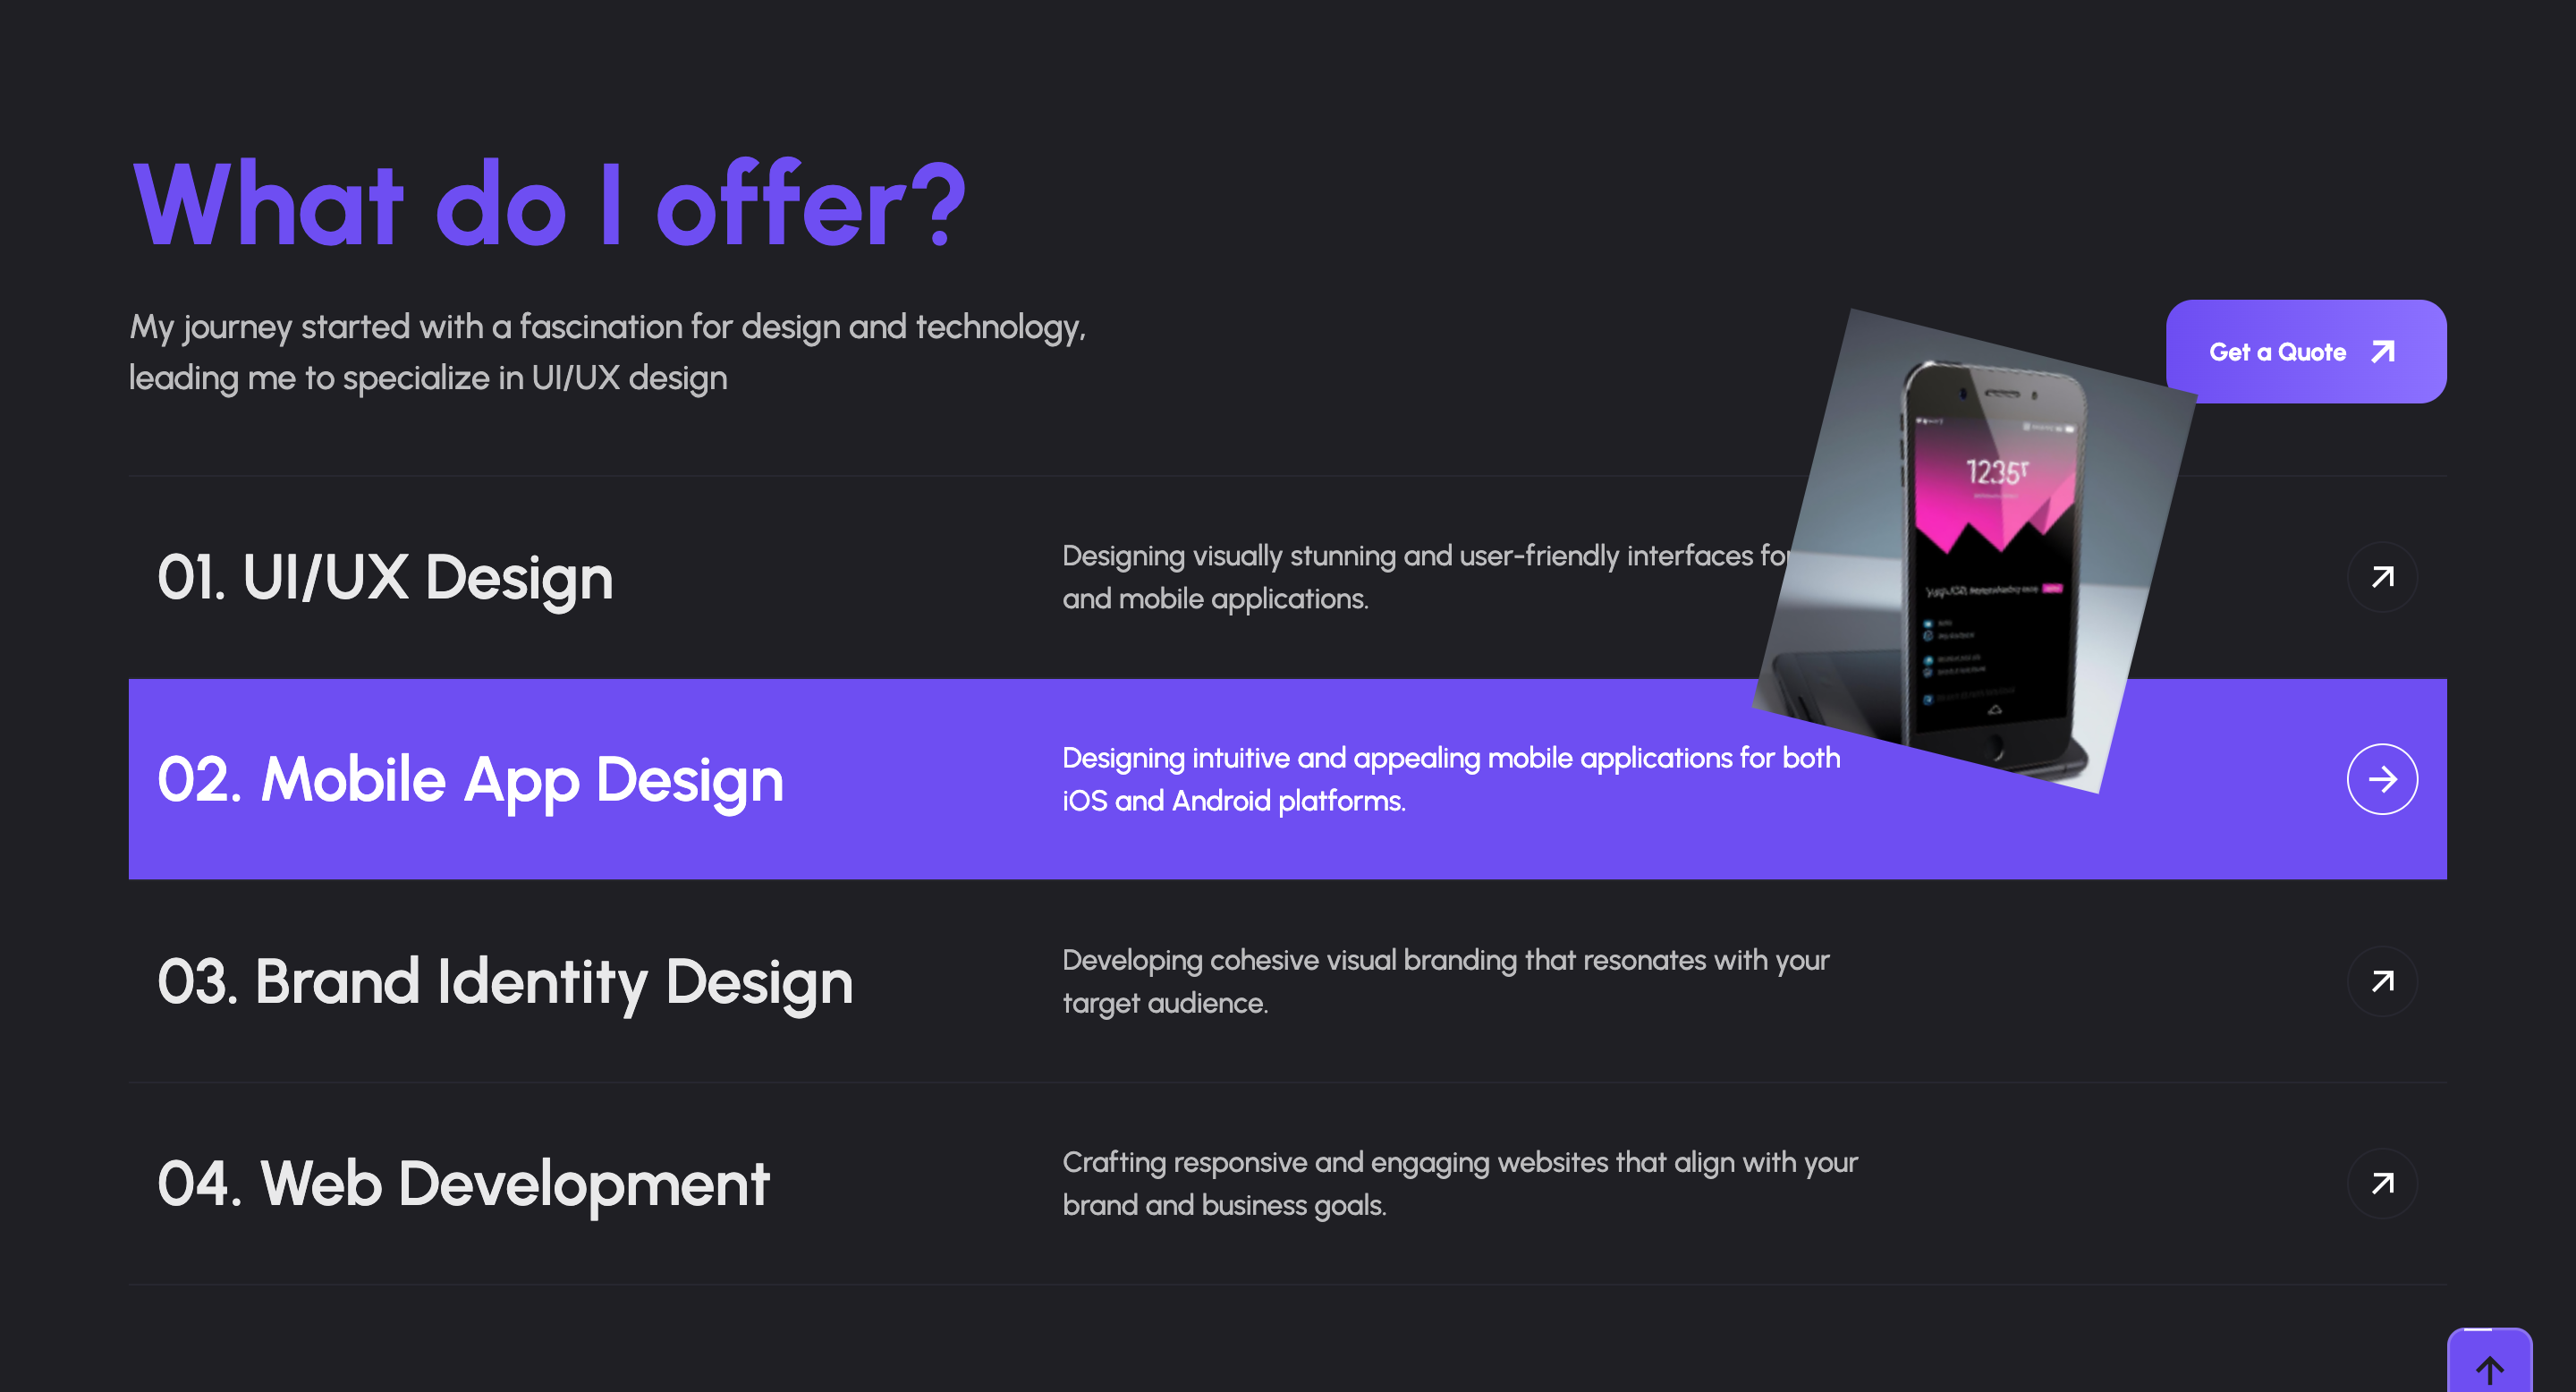 What do I offer?
My journey started with a fascination for design and technology,
leading me to specialize in UI/UX design
Get a Quote
01. UI/UX Design
Designing visually stunning and user-friendly interfaces for
and mobile applications.
02. Mobile App Design
Designing intuitive and appealing mobile applications for both
iOS and Android platforms.
03. Brand Identity Design
Developing cohesive visual branding that resonates with your
target audience.
04. Web Development
Crafting responsive and engaging websites that align with your
brand and business goals.